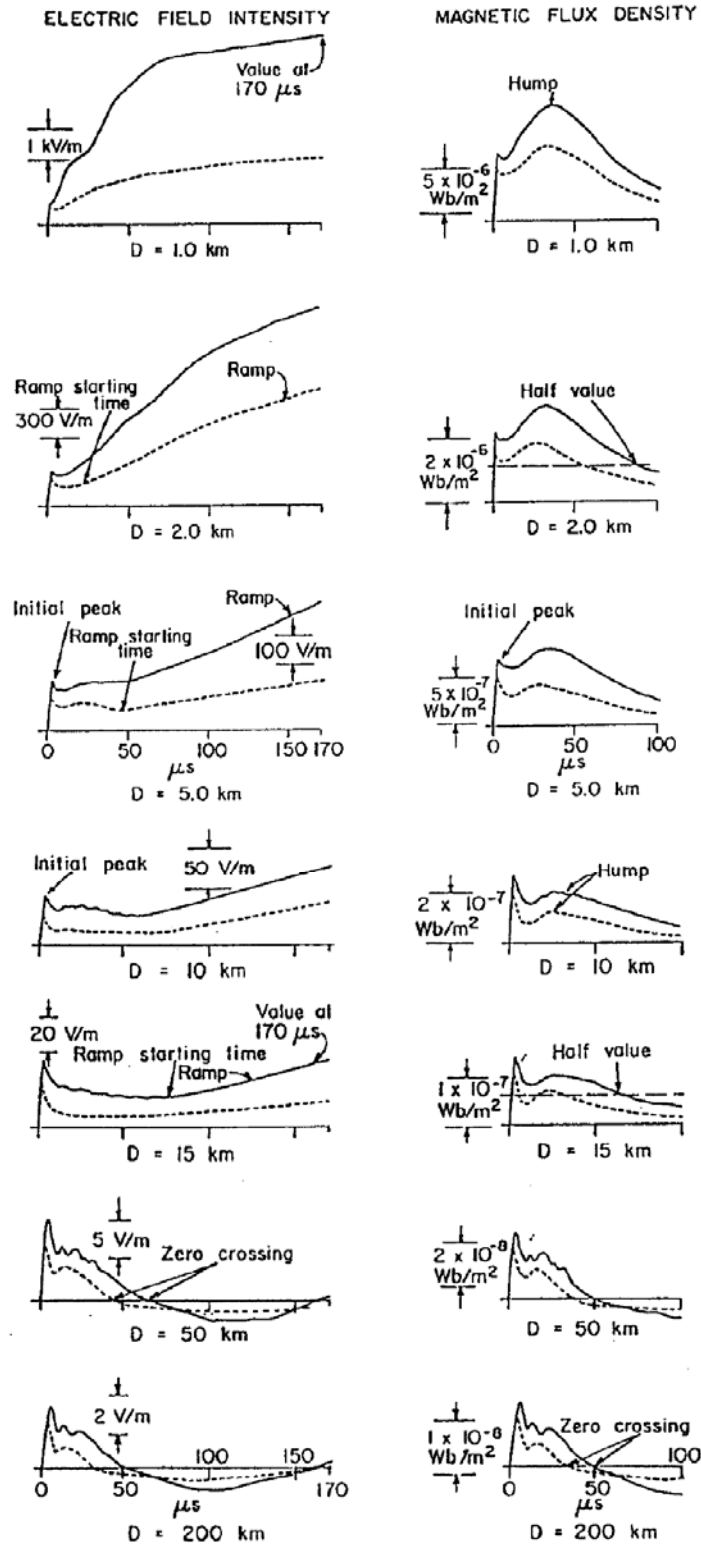 ELECTRIC FIELD INTENSITY
MAGNETIC FLUX DENSITY
Value at
170 μs
1 kV/m
D = 1.0 km
Hump
5 x 10-6
Wb/m2
D = 1.0 km
Ramp starting
time
300 V/m
Ramp
D = 2.0 km
Half value
2 x 10-6
Wb/m2
D = 2.0 km
Initial peak
Ramp
Ramp starting
time
100 V/m
0 50 100 150 170
μs
D = 5.0 km
Initial peak
5 x 10-7
Wb/m2
0 50 100
D = 5.0 km
Initial peak
50 V/m
D = 10 km
Hump
2 x 10-7
Wb/m2
D = 10 km
20 V/m
Value at
170 μs
Ramp starting time
Ramp
D = 15 km
Half value
1 x 10-7
Wb/m2
D = 15 km
5 V/m
Zero crossing
D = 50 km
2 x 10-8
Wb/m2
D = 50 km
2 V/m
100 150
0 50 170
μs
D = 200 km
1 x 10-8
Wb/m2
Zero crossing
100
0 50
μs
D = 200 km